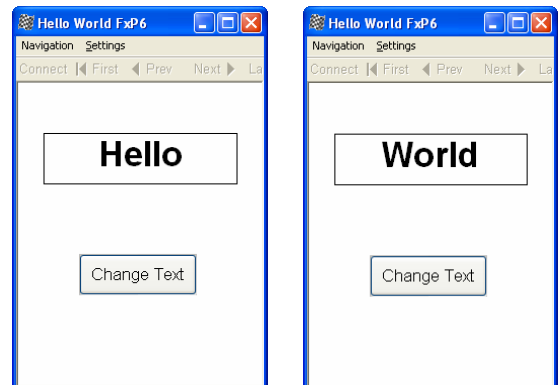 Hello World FxP6
Navigation Settings
Connect First Prev Next La
Hello
Change Text
Hello World FxP6
Navigation Settings
Connect First Prev Next La
World
Change Text